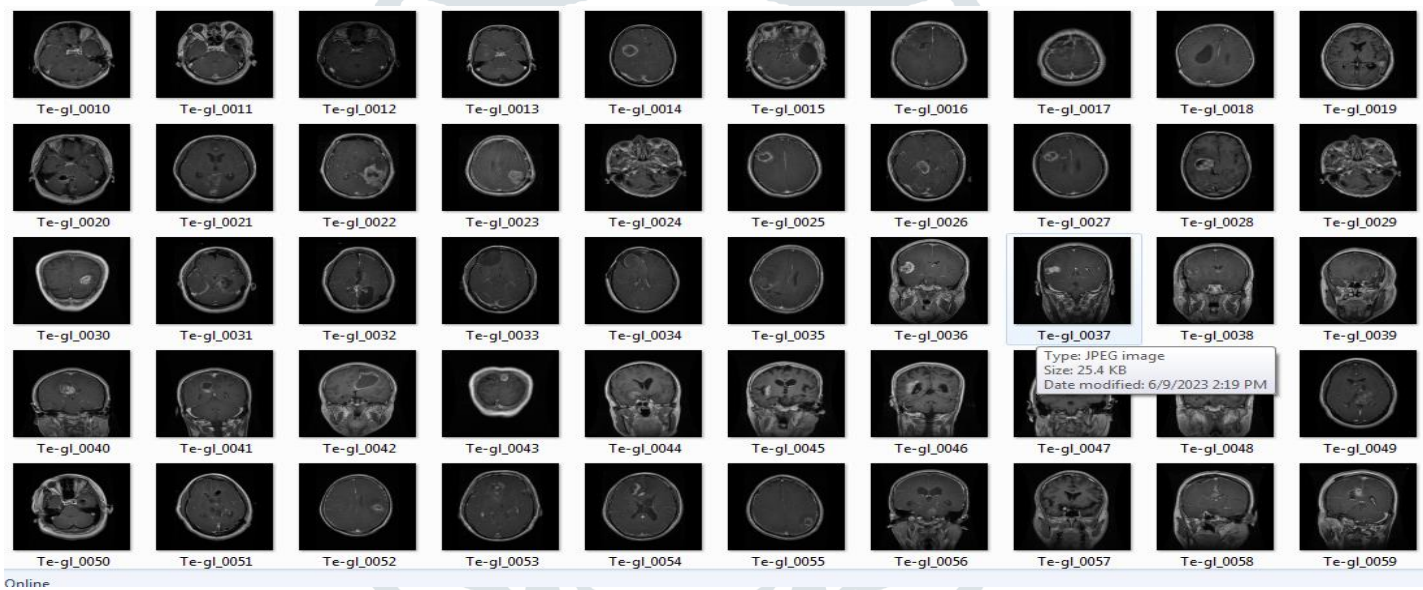 Te-gl_0010 Te-gl_0011 Te-gl_0012 Te-gl_0013 Te-gl_0014 Te-gl_0015 Te-gl_0016 Te-gl_0017 Te-gl_0018 Te-gl_0019
Te-gl_0020 Te-gl_0021 Te-gl_0022 Te-gl_0023 Te-gl_0024 Te-gl_0025 Te-gl_0026 Te-gl_0027 Te-gl_0028 Te-gl_0029
Te-gl_0030 Te-gl_0031 Te-gl_0032 Te-gl_0033 Te-gl_0034 Te-gl_0035 Te-gl_0036 Te-gl_0037 Te-gl_0038 Te-gl_0039
Type: JPEG image
Size: 25.4 KB
Date modified: 6/9/2023 2:19 PM
Te-gl_0040 Te-gl_0041 Te-gl_0042 Te-gl_0043 Te-gl_0044 Te-gl_0045 Te-gl_0046 Te-gl_0047 Te-gl_0048 Te-gl_0049
Te-gl_0050 Te-gl_0051 Te-gl_0052 Te-gl_0053 Te-gl_0054 Te-gl_0055 Te-gl_0056 Te-gl_0057 Te-gl_0058 Te-gl_0059
Online